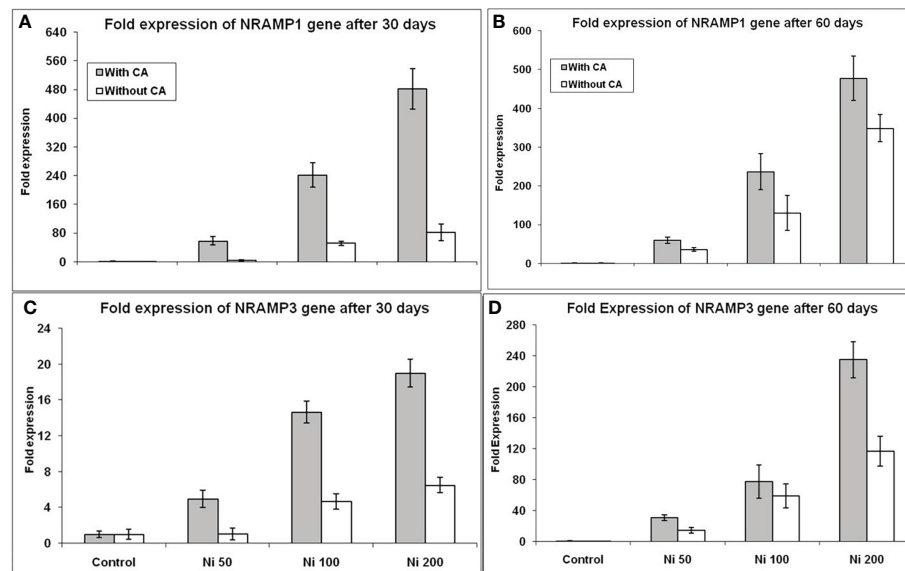 A
Fold expression of NRAMP1 gene after 30 days
640
560
480
400
320
240
160
80
0
Fold expression
With CA
Without CA
B
Fold expression of NRAMP1 gene after 60 days
600
500
400
300
200
100
0
Fold expression
With CA
Without CA
C
Fold expression of NRAMP3 gene after 30 days
24
20
16
12
8
4
0
Fold expression
Control Ni 50 Ni 100 Ni 200
D
Fold Expression of NRAMP3 gene after 60 days
280
240
200
160
120
80
40
0
Fold Expression
Control Ni 50 Ni 100 Ni 200